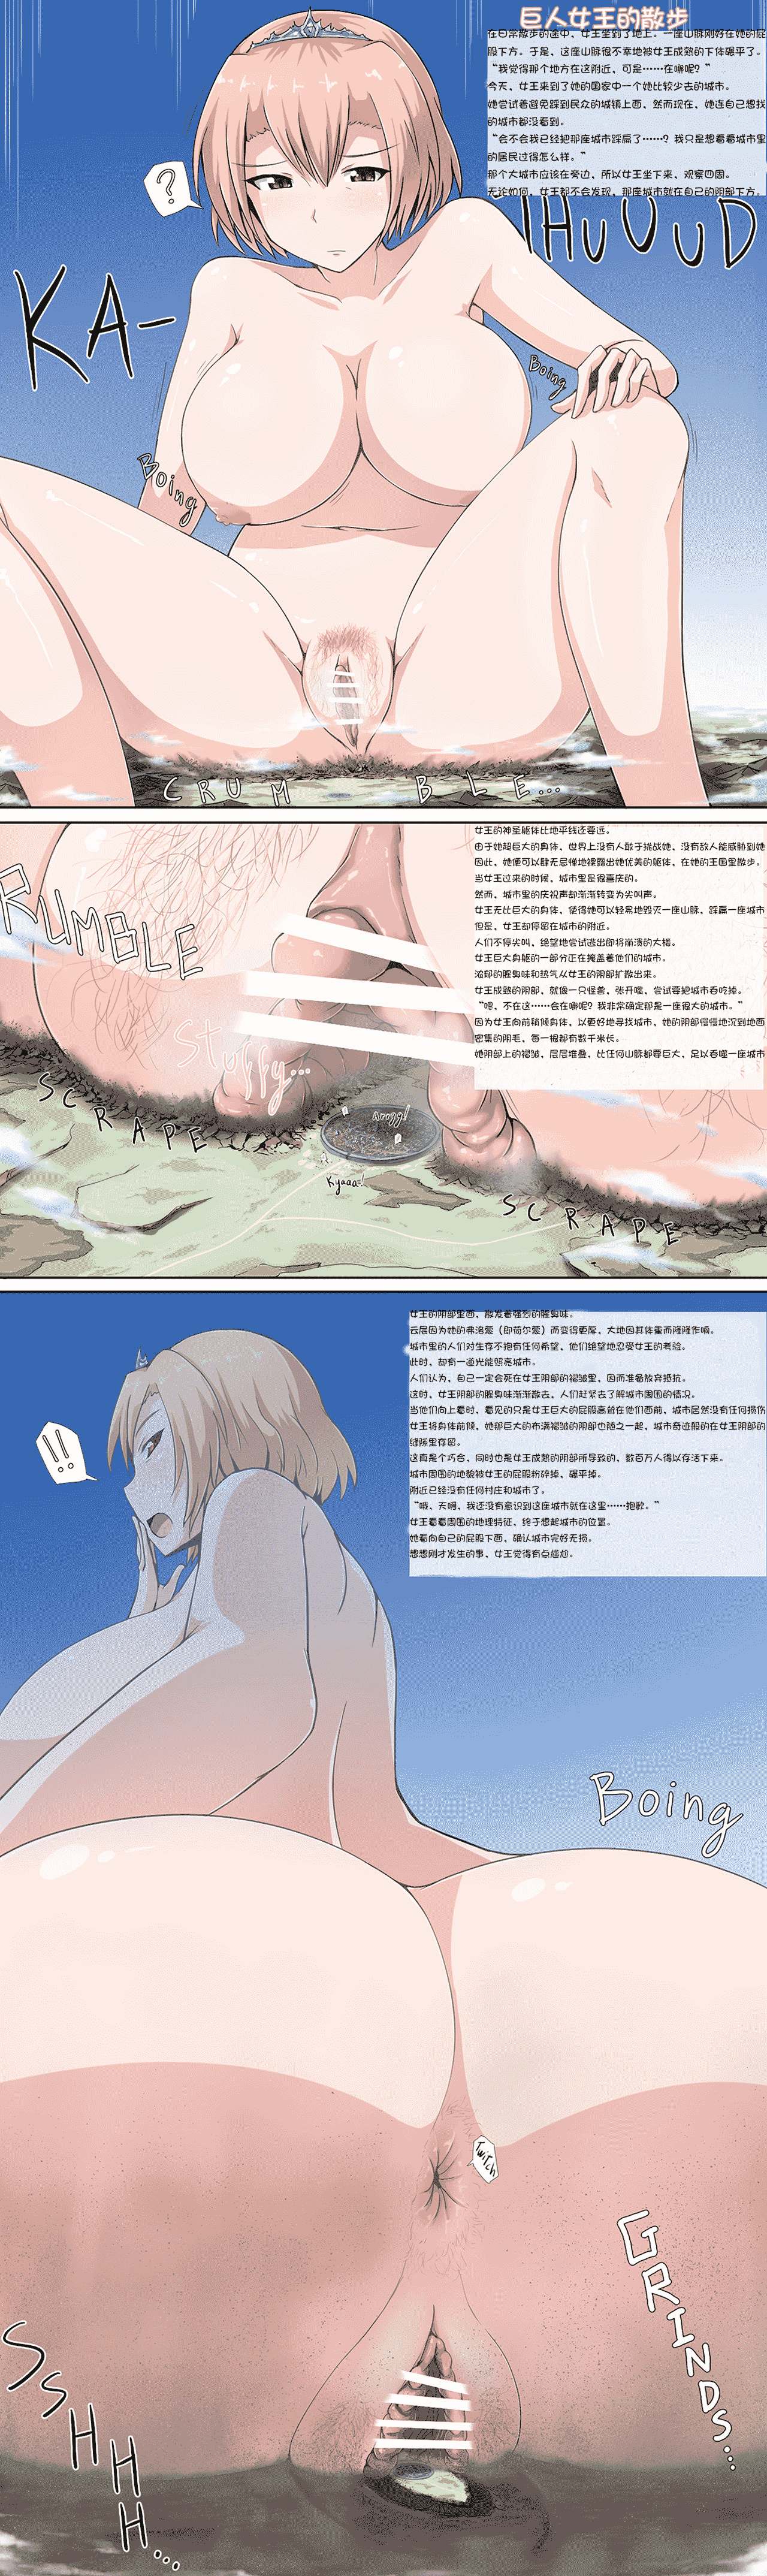 巨人女王的散步
在日常散步的途中、女王坐到了地上。一座山脉刚好在她的屁
股下方。于是、这座山脉很不幸地被女王成熟的下体碾平了。
“我觉得那个地方在这附近、可是……在哪呢？”
今天、女王来到了她的国家中一个她比较少去的城市。
她尝试着避免踩到民众的城镇上面、然而现在、她连自己想找
的城市都没看到。
“会不会我已经把那座城市踩扁了……？我只是想看看城市里
的居民过得怎么样。”
那个大城市应该在旁边、所以女王坐下来、观察四周。
无论如何、女王都不会发现、那座城市就在自己的阴部下方。
?
KA-
THUUUD
Boing
Boing
CRUMBLE...
女王的神圣躯体比地平线还要远。
由于她超巨大的身体、世界上没有人敢于挑战她、没有敌人能威胁到她
因此、她便可以肆无忌惮地裸露出她优美的躯体、在她的王国里散步。
当女王过来的时候、城市里是很喜庆的。
然而、城市里的庆祝声却渐渐转变为尖叫声。
女王无比巨大的身体、使得她可以轻易地毁灭一座山脉、踩扁一座城市
但是、女王却停留在城市的附近。
人们不停尖叫、绝望地尝试逃出即将崩溃的大楼。
女王巨大身躯的一部分正在掩盖着他们的城市。
浓郁的腥臭味和热气从女王的阴部扩散出来。
女王成熟的阴部、就像一只怪兽、张开嘴、尝试要把城市吞吃掉。
“嗯、不在这……会在哪呢？我非常确定那是一座很大的城市。”
因为女王向前稍倾身体、以更好地寻找城市、她的阴部慢慢地沉到地面
密集的阴毛、每一根都有数千米长。
她阴部上的褶皱、层层堆叠、比任何山脉都要巨大、足以吞噬一座城市
RUMBLE
Stuffy...
SCRAPE
Arrgg!
Kyaaa!
SCRAPE
女王的阴部里面、散发着强烈的腥臭味。
云层因为她的弗洛蒙（即荷尔蒙）而变得更厚、大地因其体重而隆隆作响。
城市里的人们对生存不抱有任何希望、他们绝望地忍受女王的考验。
此时、却有一道光能照亮城市。
人们认为、自己一定会死在女王阴部的褶皱里、因而准备放弃抵抗。
这时、女王阴部的腥臭味渐渐散去、人们赶紧去了解城市周围的情况。
当他们向上看时、看见的只是女王巨大的屁股高耸在他们面前、城市居然没有任何损伤
女王将身体前倾、她那巨大的布满褶皱的阴部也随之一起、城市奇迹般的在女王阴部的
缝隙里存留。
这真是个巧合、同时也是女王成熟的阴部所导致的、数百万人得以存活下来。
城市周围的地貌被女王的屁股粉碎掉、碾平掉。
附近已经没有任何村庄和城市了。
“哦、天啊、我还没有意识到这座城市就在这里……抱歉。”
女王看看周围的地理特征、终于想起城市的位置。
她看向自己的屁股下面、确认城市完好无损。
想想刚才发生的事、女王觉得有点尴尬。
!!
Boing
Twitch
GRINDS...
SSHHH...